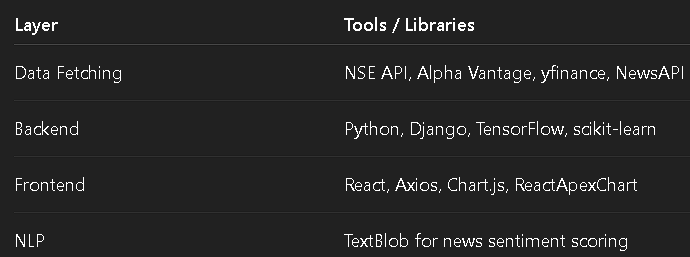 Layer Tools / Libraries
Data Fetching NSE API, Alpha Vantage, yfinance, NewsAPI
Backend Python, Django, TensorFlow, scikit-learn
Frontend React, Axios, Chart.js, ReactApexChart
NLP TextBlob for news sentiment scoring